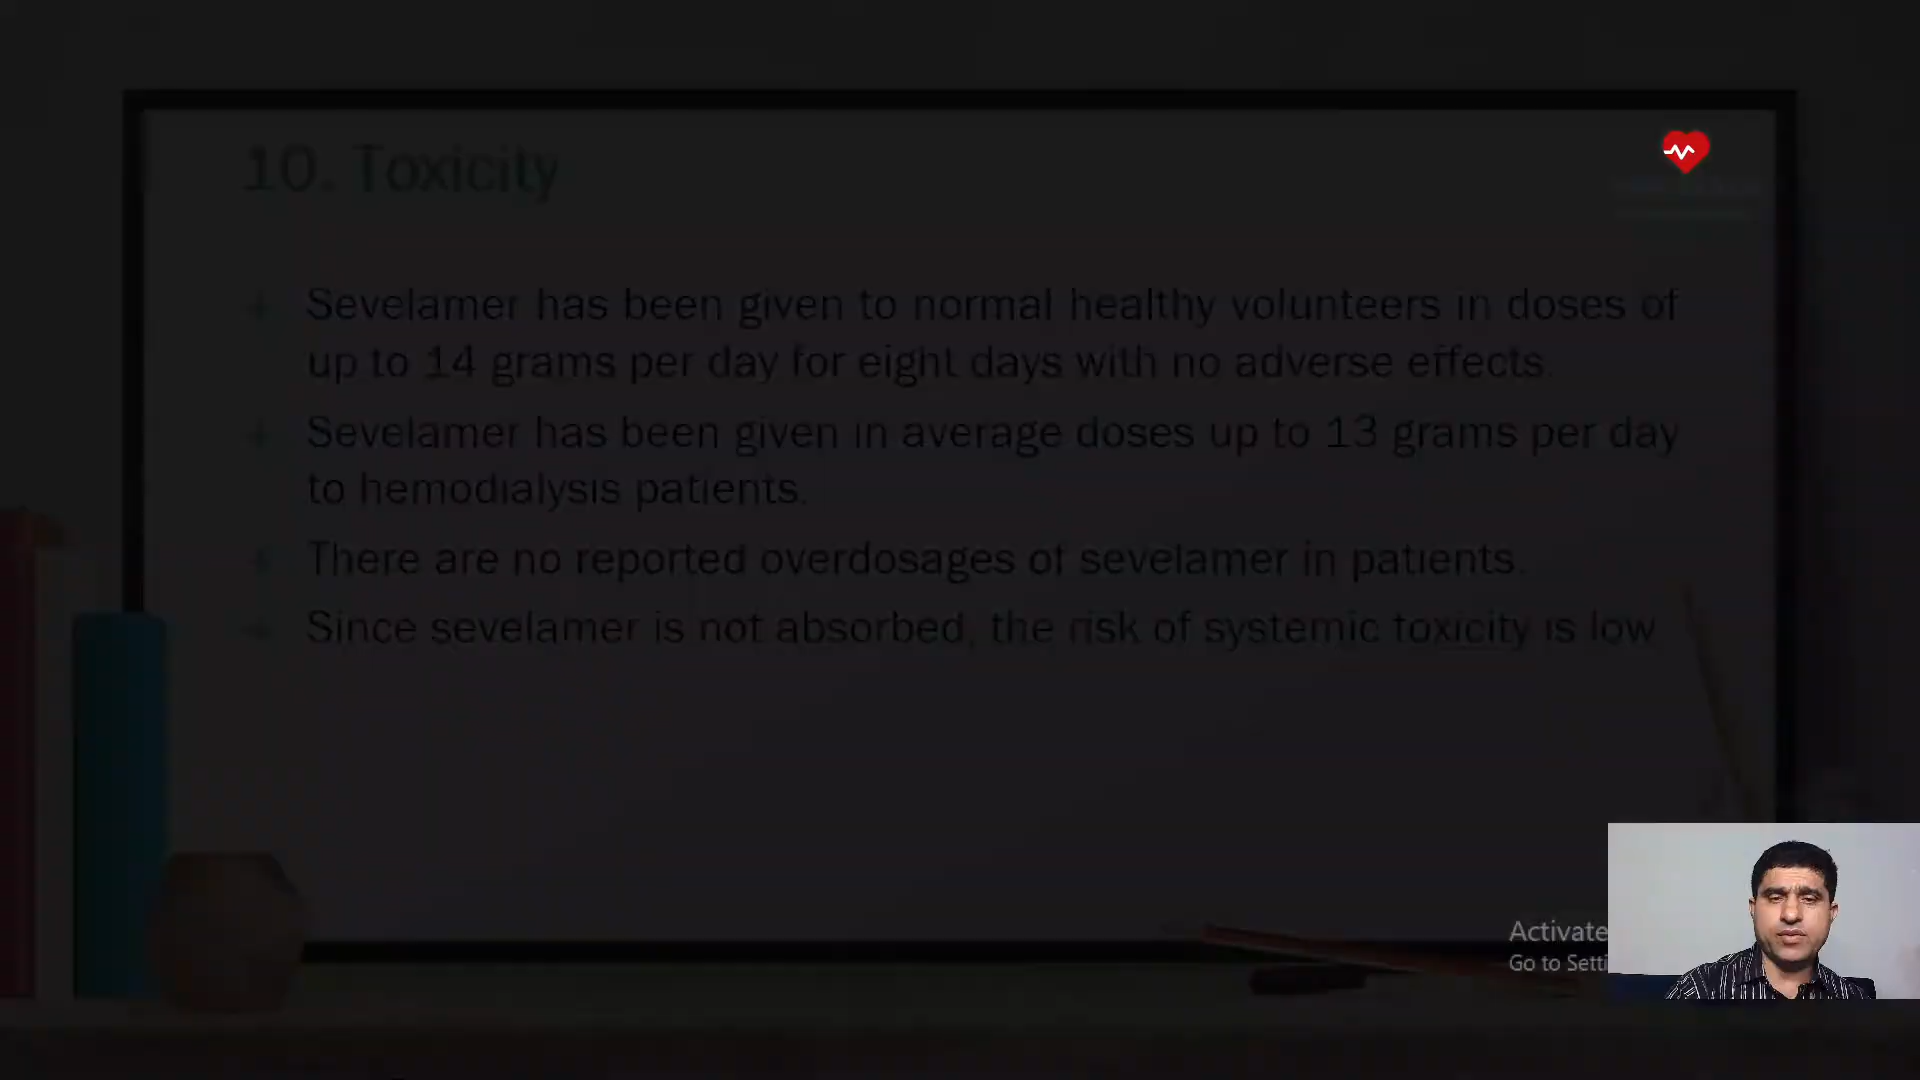 10. Toxicity
Sevelamer has been given to normal healthy volunteers in doses of
up to 14 grams per day for eight days with no adverse effects.
Sevelamer has been given in average doses up to 13 grams per day
to hemodialysis patients.
There are no reported overdosages of sevelamer in patients.
Since sevelamer is not absorbed, the risk of systemic toxicity is low
Activate
Go to Setti